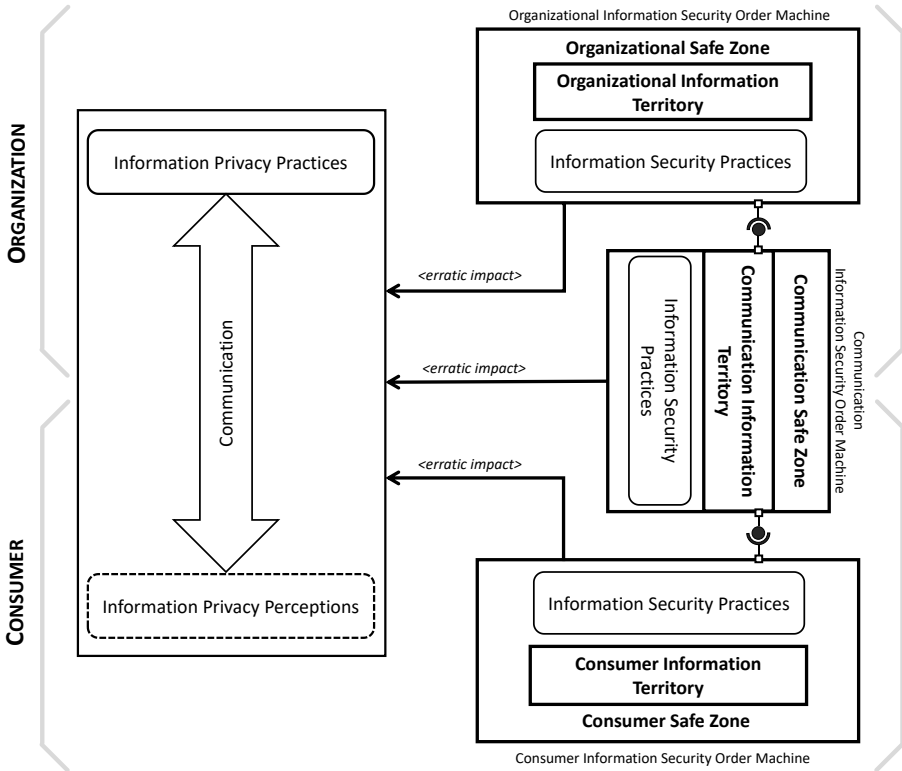 Organizational Information Security Order Machine
Organizational Safe Zone
Organizational Information
Territory
Information Security Practices
ORGANIZATION
Information Privacy Practices
<erratic impact>
Communication
<erratic impact>
<erratic impact>
Information Security
Practices
Communication Information
Territory
Communication Safe Zone
Communication
Information Security Order Machine
CONSUMER
Information Privacy Perceptions
Information Security Practices
Consumer Information
Territory
Consumer Safe Zone
Consumer Information Security Order Machine